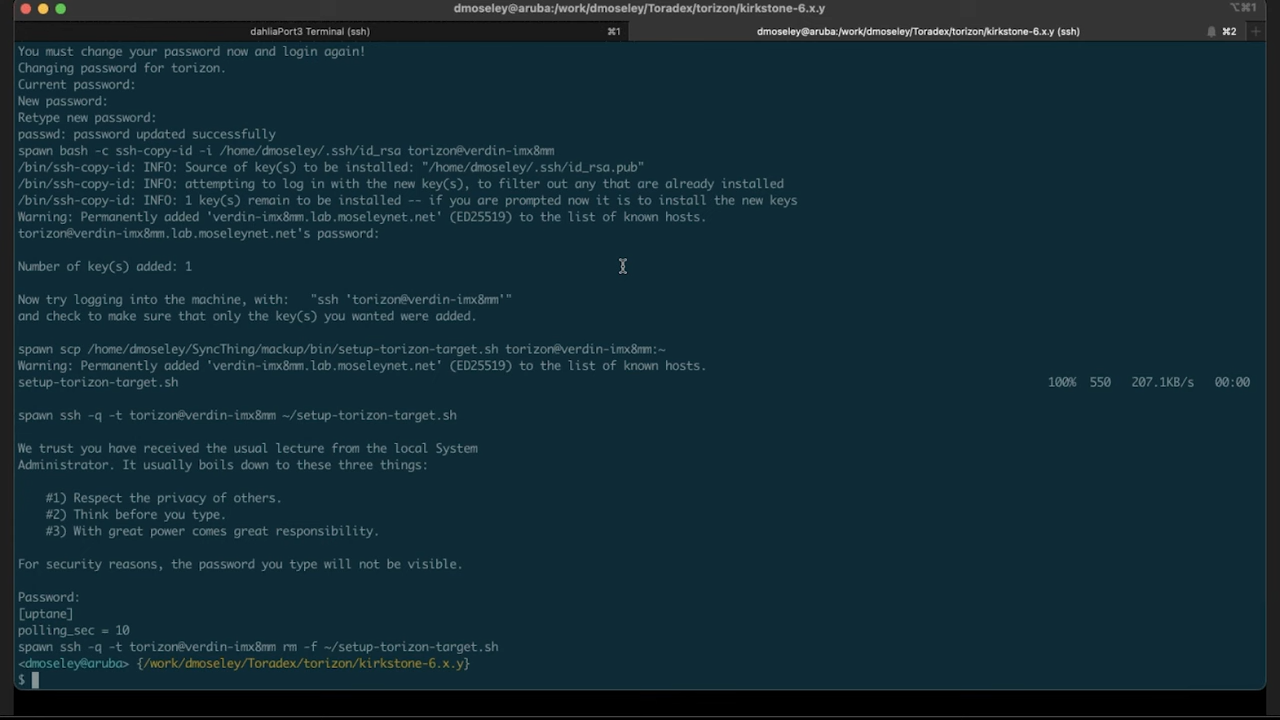 dmoseley@aruba:/work/dmoseley/Toradex/torizon/kirkstone-6.x.y
⌥⌘1
dahliaPort3 Terminal (ssh)
⌘1
dmoseley@aruba:/work/dmoseley/Toradex/torizon/kirkstone-6.x.y (ssh)
⌘2
You must change your password now and login again!
Changing password for torizon.
Current password:
New password:
Retype new password:
passwd: password updated successfully
spawn bash -c ssh-copy-id -i /home/dmoseley/.ssh/id_rsa torizon@verdin-imx8mm
/bin/ssh-copy-id: INFO: Source of key(s) to be installed: "/home/dmoseley/.ssh/id_rsa.pub"
/bin/ssh-copy-id: INFO: attempting to log in with the new key(s), to filter out any that are already installed
/bin/ssh-copy-id: INFO: 1 key(s) remain to be installed -- if you are prompted now it is to install the new keys
Warning: Permanently added 'verdin-imx8mm.lab.moseleynet.net' (ED25519) to the list of known hosts.
torizon@verdin-imx8mm.lab.moseleynet.net's password:
Number of key(s) added: 1
Now try logging into the machine, with:   "ssh 'torizon@verdin-imx8mm'"
and check to make sure that only the key(s) you wanted were added.
spawn scp /home/dmoseley/SyncThing/mackup/bin/setup-torizon-target.sh torizon@verdin-imx8mm:~
Warning: Permanently added 'verdin-imx8mm.lab.moseleynet.net' (ED25519) to the list of known hosts.
setup-torizon-target.sh 100% 550 207.1KB/s 00:00
spawn ssh -q -t torizon@verdin-imx8mm ~/setup-torizon-target.sh
We trust you have received the usual lecture from the local System
Administrator. It usually boils down to these three things:
#1) Respect the privacy of others.
#2) Think before you type.
#3) With great power comes great responsibility.
For security reasons, the password you type will not be visible.
Password:
[uptane]
polling_sec = 10
spawn ssh -q -t torizon@verdin-imx8mm rm -f ~/setup-torizon-target.sh
<dmoseley@aruba> {/work/dmoseley/Toradex/torizon/kirkstone-6.x.y}
$